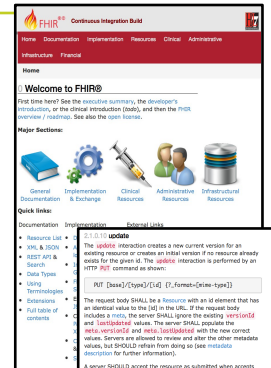 FHIR®
Continuous Integration Build
Home Documentation Implementation Resources Clinical Administrative
Infrastructure Financial
Home
0 Welcome to FHIR®
First time here? See the executive summary, the developer's
introduction, or the clinical introduction (todo), and then the FHIR
overview / roadmap. See also the open license.
Major Sections:
General Documentation
Implementation & Exchange
Clinical Resources
Administrative Resources
Infrastructural Resources
Quick links:
Documentation Implementation External Links
Resource List
XML & JSON
REST API &
Search
Data Types
Using
Terminologies
Extensions
Full table of
contents
2.1.0.10 update
The update interaction creates a new current version for an
existing resource or creates an initial version if no resource already
exists for the given id. The update interaction is performed by an
HTTP PUT command as shown:
PUT [base]/[type]/[id] {?_format=[mime-type]}
The request body SHALL be a Resource with an id element that has
an identical value to the [id] in the URL. If the request body
includes a meta, the server SHALL ignore the existing versionId
and lastUpdated values. The server SHALL populate the
meta.versionId and meta.lastUpdated with the new correct
values. Servers are allowed to review and alter the other metadata
values, but SHOULD refrain from doing so (see metadata
description for further information).
A server SHOULD accept the resource as submitted when accepts